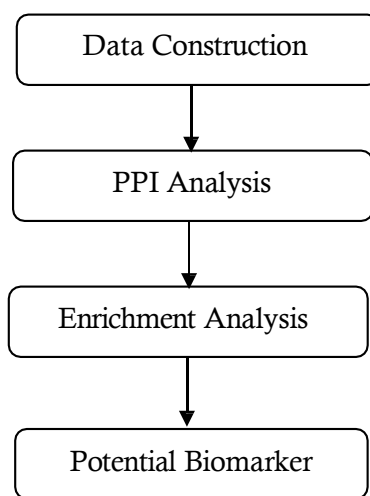 Data Construction
PPI Analysis
Enrichment Analysis
Potential Biomarker